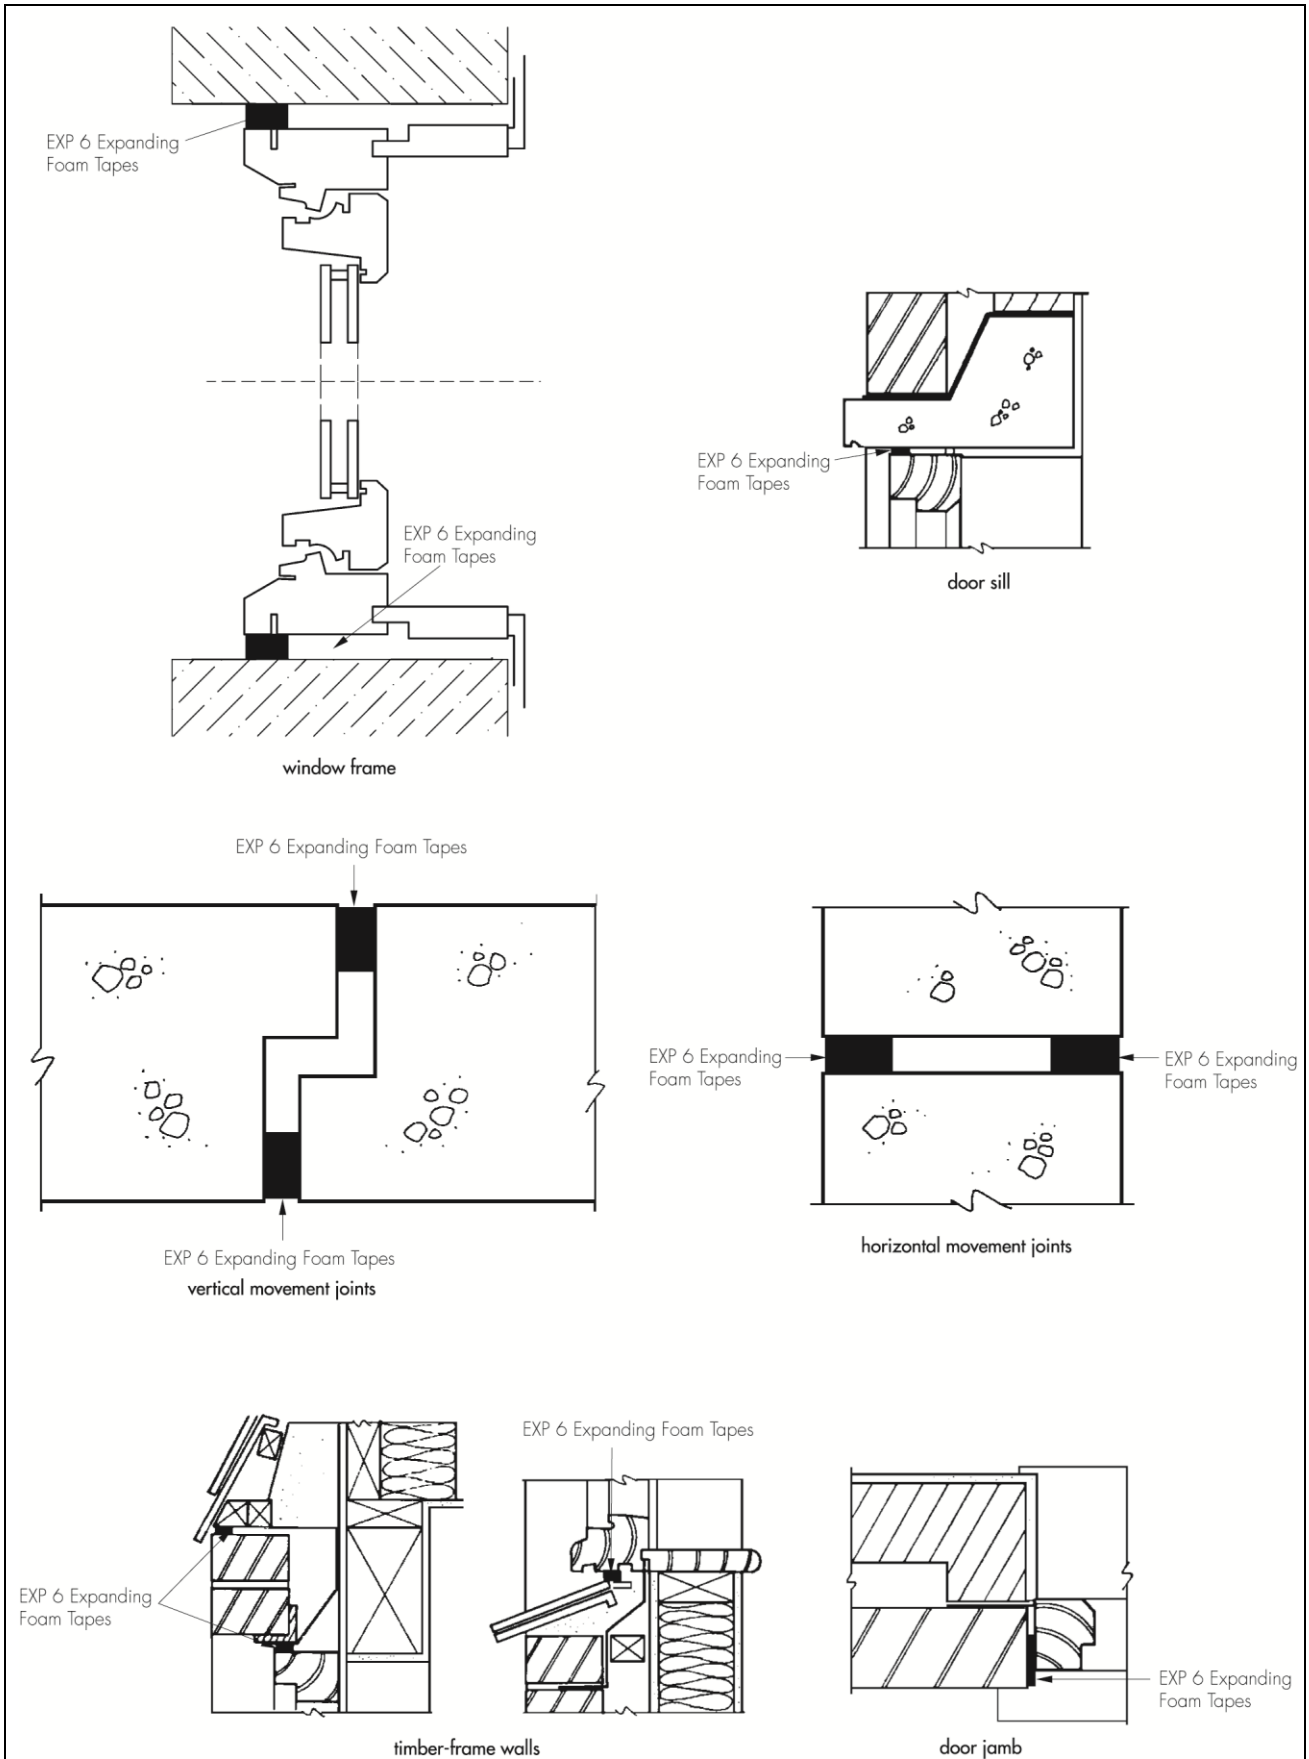 EXP 6 Expanding
Foam Tapes
EXP 6 Expanding
Foam Tapes
window frame
EXP 6 Expanding
Foam Tapes
door sill
EXP 6 Expanding Foam Tapes
EXP 6 Expanding Foam Tapes
vertical movement joints
EXP 6 Expanding
Foam Tapes
EXP 6 Expanding
Foam Tapes
horizontal movement joints
EXP 6 Expanding
Foam Tapes
EXP 6 Expanding Foam Tapes
timber-frame walls
EXP 6 Expanding
Foam Tapes
door jamb